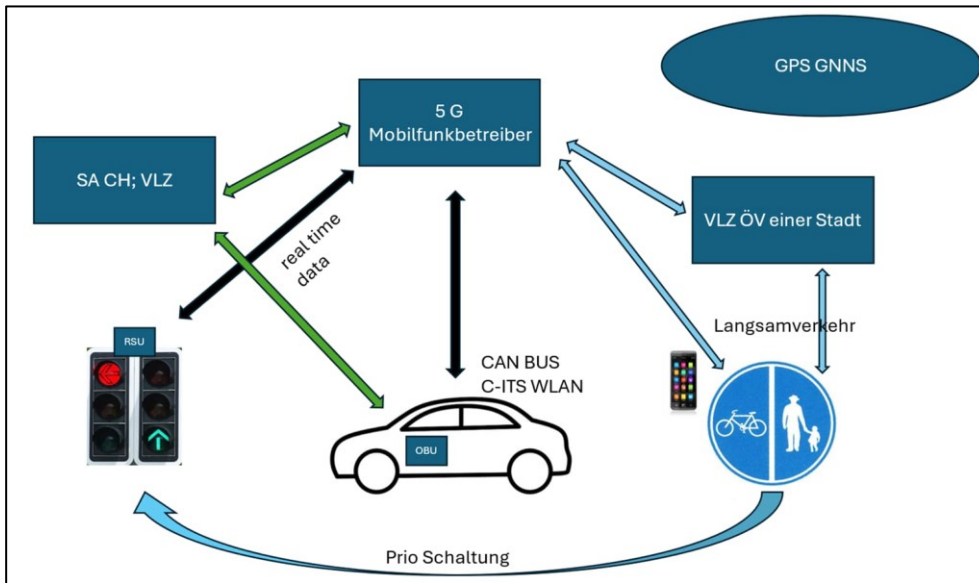 GPS GNNS
5 G
Mobilfunkbetreiber
SA CH; VLZ
VLZ ÖV einer Stadt
real time
data
RSU
Langsamverkehr
CAN BUS
C-ITS WLAN
OBU
Prio Schaltung